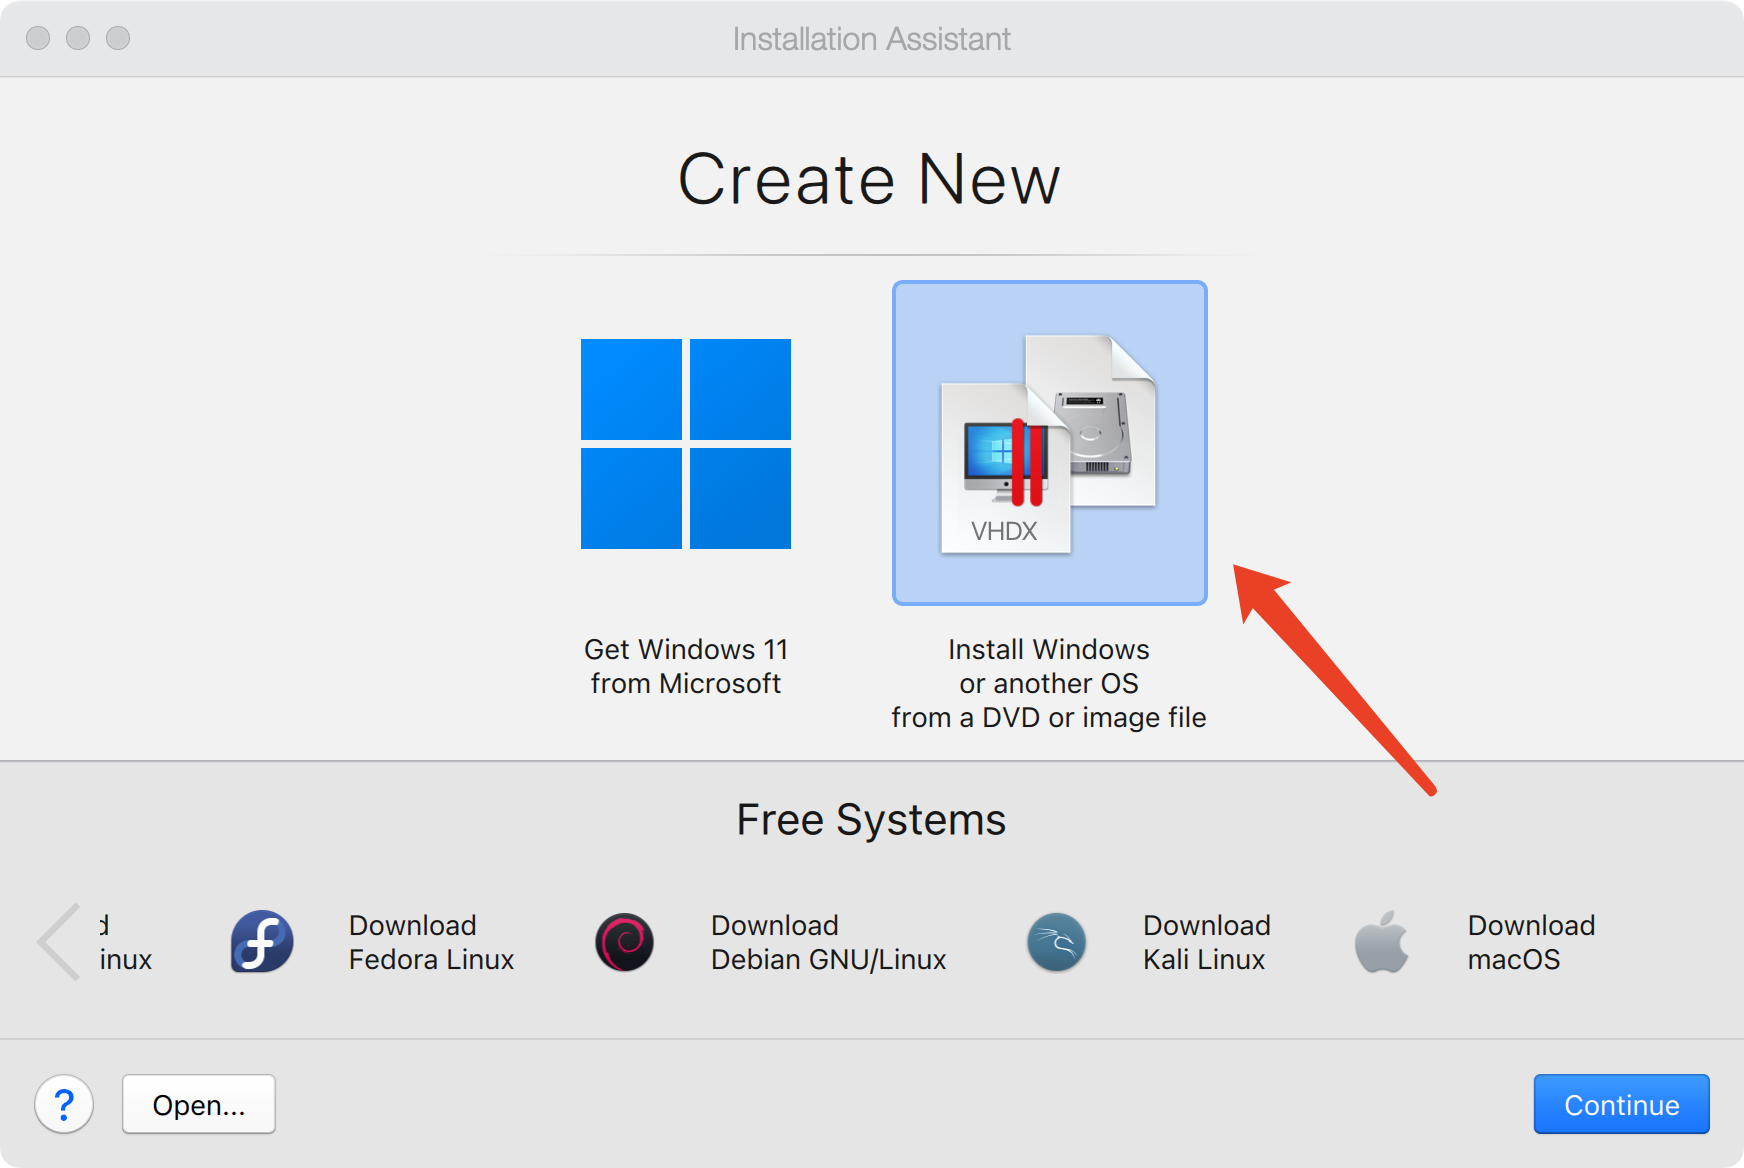 Installation Assistant
Create New
VHDX
Get Windows 11
from Microsoft
Install Windows
or another OS
from a DVD or image file
Free Systems
d
inux
Download
Fedora Linux
Download
Debian GNU/Linux
Download
Kali Linux
Download
macOS
?
Open...
Continue